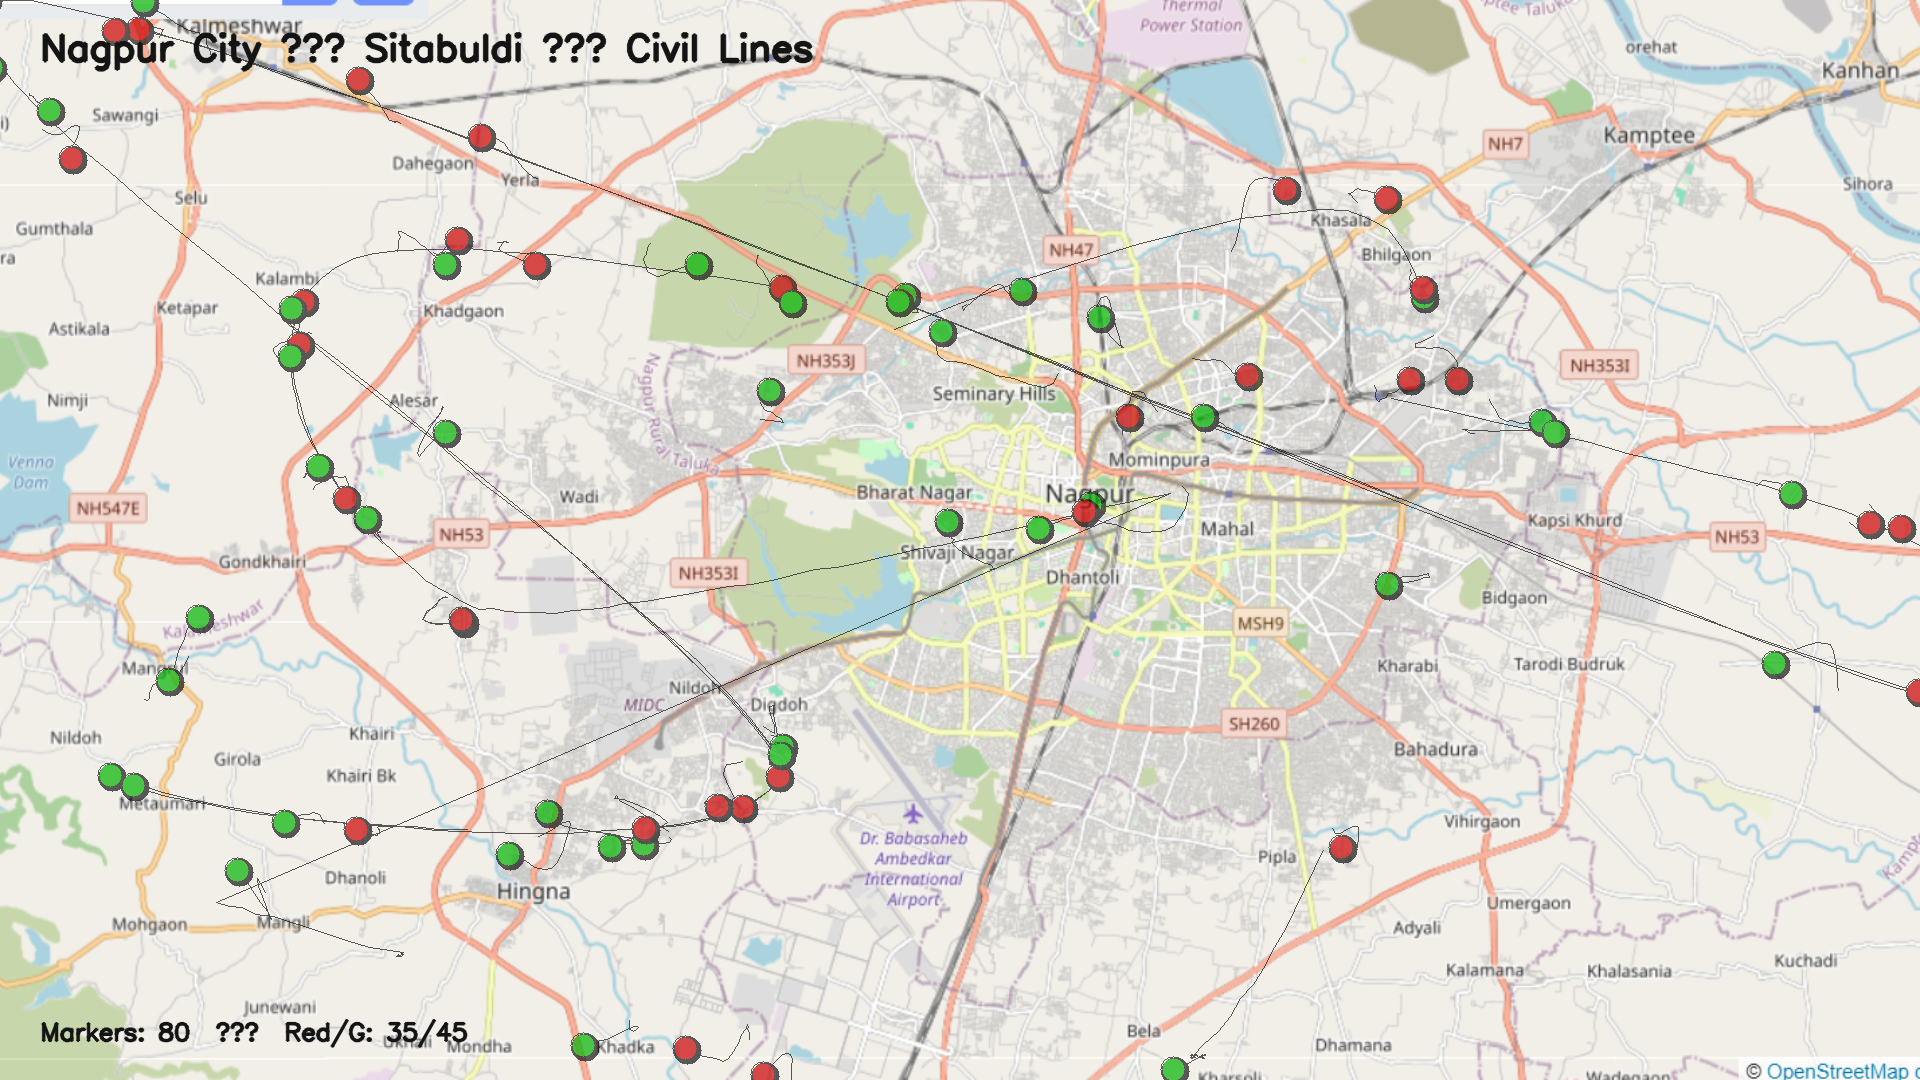 Thermal
Power Station
Kalmeshwar
Nagpur City ??? Sitabuldi ??? Civil Lines
orehat
Kanhan
Sawangi
Kamptee
NH7
Dahegaon
Yerla
Selu
Sihora
Gumthala
Khasala
NH47
Bhilgaon
Kalambi
Ketapar
Khadgaon
Astikala
NH353J
NH353I
Nagpur Rural Taluka
Seminary Hills
Nimji
Alesar
Mominpura
Venna
Dam
Bharat Nagar
Nagpur
Wadi
NH547E
Kapsi Khurd
NH53
Mahal
NH53
Shivaji Nagar
Gondkhairi
NH353I
Dhantoli
Bidgaon
MSH9
Kalameshwar
Mangrul
Kharabi
Tarodi Budruk
Nildoh
MIDC
Digdoh
SH260
Nildoh
Khairi
Bahadura
Girola
Khairi Bk
Metaumari
Vihirgaon
Dr. Babasaheb
Ambedkar
International
Airport
Pipla
Dhanoli
Hingna
Umergaon
Mohgaon
Mangli
Adyali
Kuchadi
Kalamana
Khalasania
Junewani
Markers: 80 ??? Red/G: 35/45
Bela
Mondha
Khadka
Dhamana
Kharsoli
Wadegaon
© OpenStreetMap c